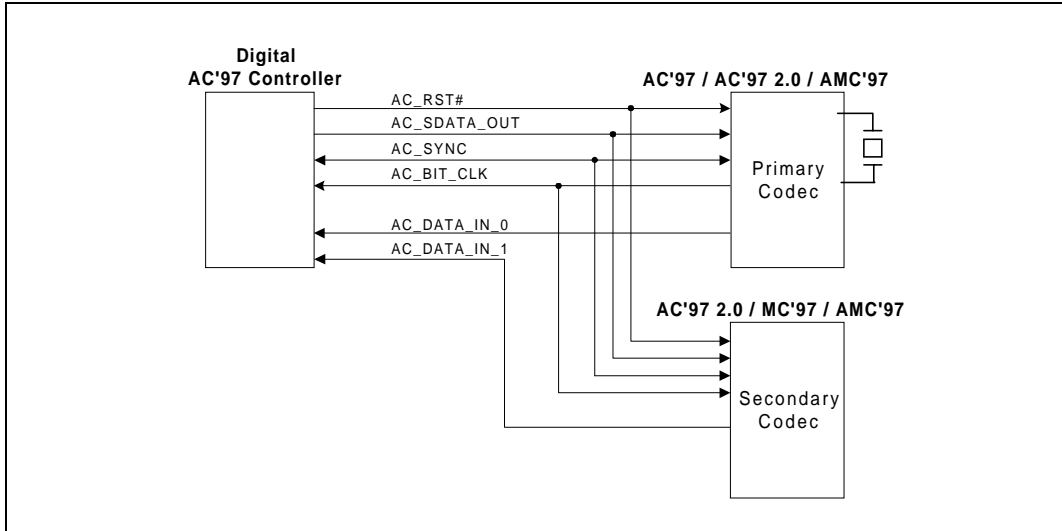 Digital
AC'97 Controller
AC'97 / AC'97 2.0 / AMC'97
AC_RST#
AC_SDATA_OUT
AC_SYNC
AC_BIT_CLK
AC_DATA_IN_0
AC_DATA_IN_1
Primary
Codec
AC'97 2.0 / MC'97 / AMC'97
Secondary
Codec